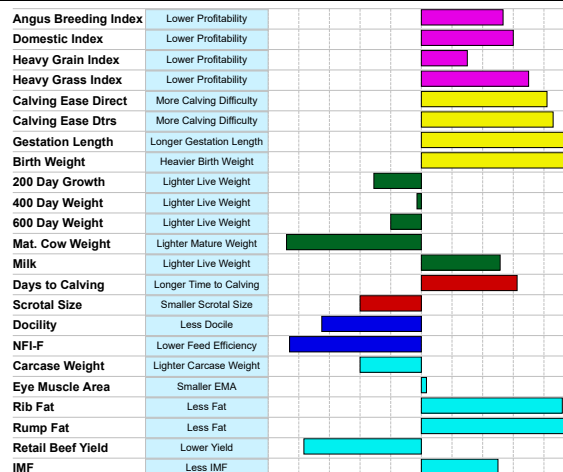 Angus Breeding Index Lower Profitability
Domestic Index Lower Profitability
Heavy Grain Index Lower Profitability
Heavy Grass Index Lower Profitability
Calving Ease Direct More Calving Difficulty
Calving Ease Dtrs More Calving Difficulty
Gestation Length Longer Gestation Length
Birth Weight Heavier Birth Weight
200 Day Growth Lighter Live Weight
400 Day Weight Lighter Live Weight
600 Day Weight Lighter Live Weight
Mat. Cow Weight Lighter Mature Weight
Milk Lighter Live Weight
Days to Calving Longer Time to Calving
Scrotal Size Smaller Scrotal Size
Docility Less Docile
NFI-F Lower Feed Efficiency
Carcase Weight Lighter Carcase Weight
Eye Muscle Area Smaller EMA
Rib Fat Less Fat
Rump Fat Less Fat
Retail Beef Yield Lower Yield
IMF Less IMF